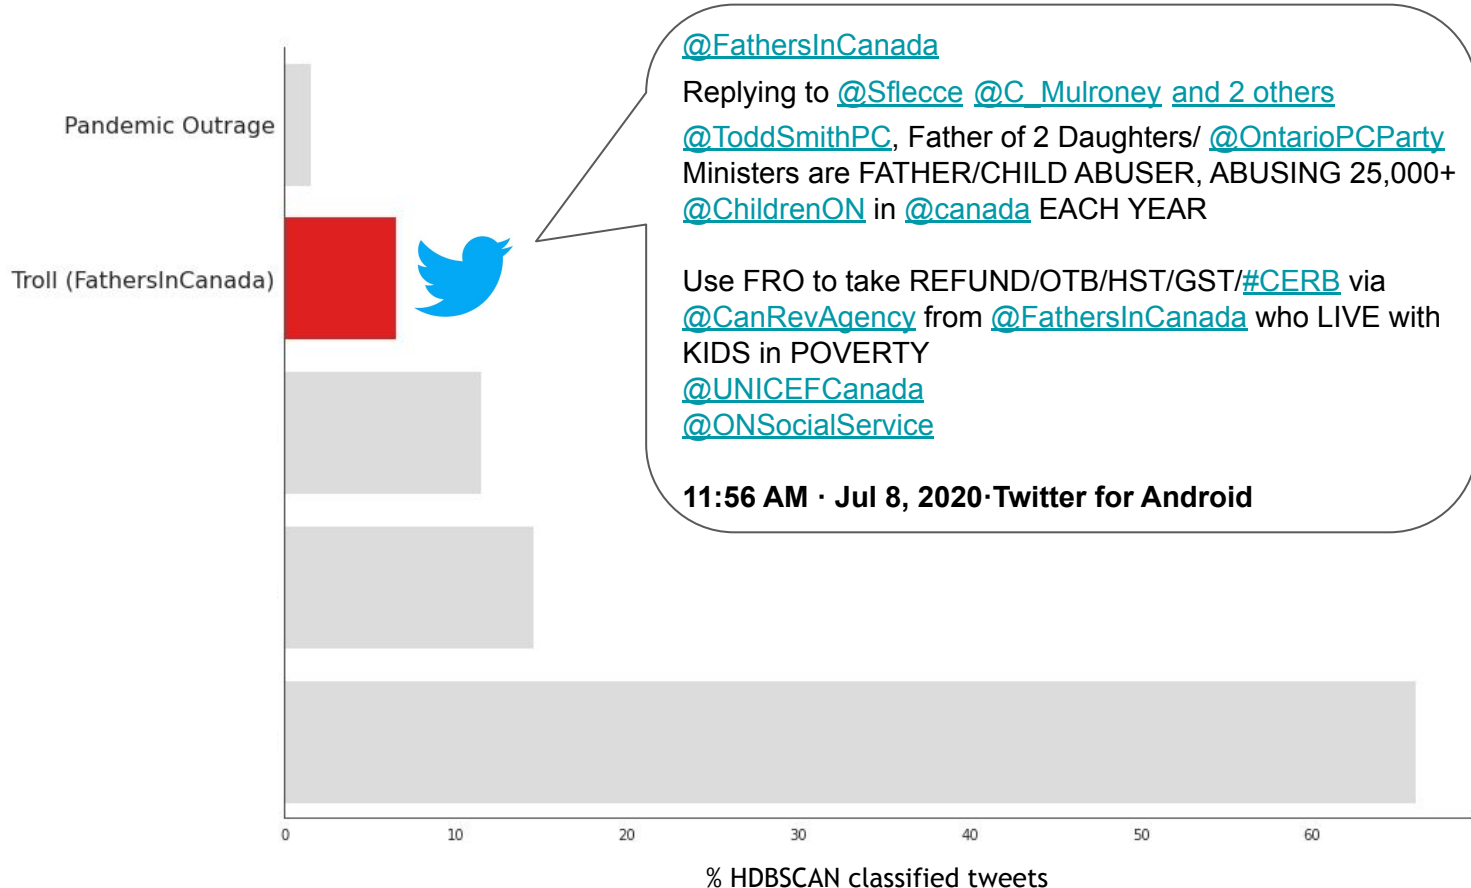 @FathersInCanada
Replying to @Sflecce @C_Mulroney and 2 others
@ToddSmithPC, Father of 2 Daughters/ @OntarioPCParty
Ministers are FATHER/CHILD ABUSER, ABUSING 25,000+
@ChildrenON in @canada EACH YEAR
Use FRO to take REFUND/OTB/HST/GST/#CERB via
@CanRevAgency from @FathersInCanada who LIVE with
KIDS in POVERTY
@UNICEFCanada
@ONSocialService
11:56 AM · Jul 8, 2020·Twitter for Android
Pandemic Outrage
Troll (FathersInCanada)
0 10 20 30 40 50 60
% HDBSCAN classified tweets